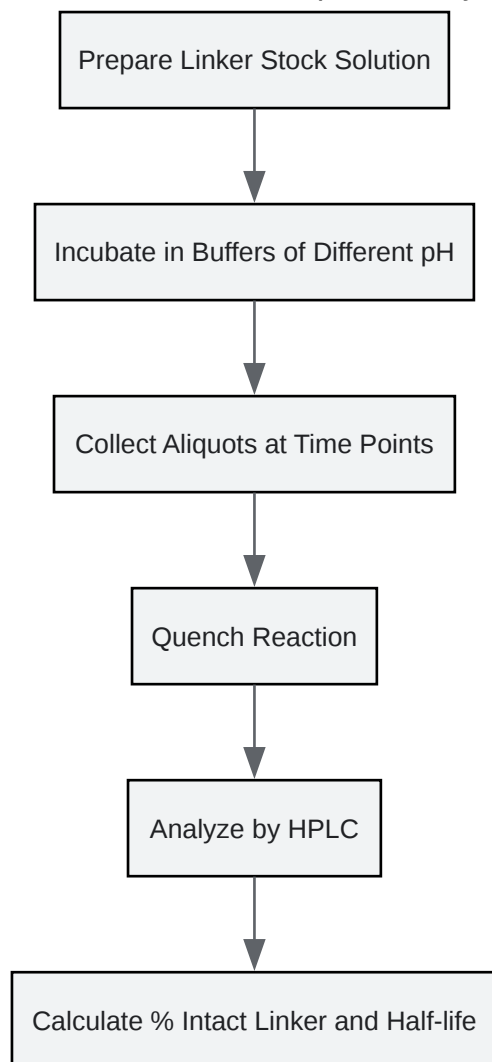 Prepare Linker Stock Solution
Incubate in Buffers of Different pH
Collect Aliquots at Time Points
Quench Reaction
Analyze by HPLC
Calculate % Intact Linker and Half-life